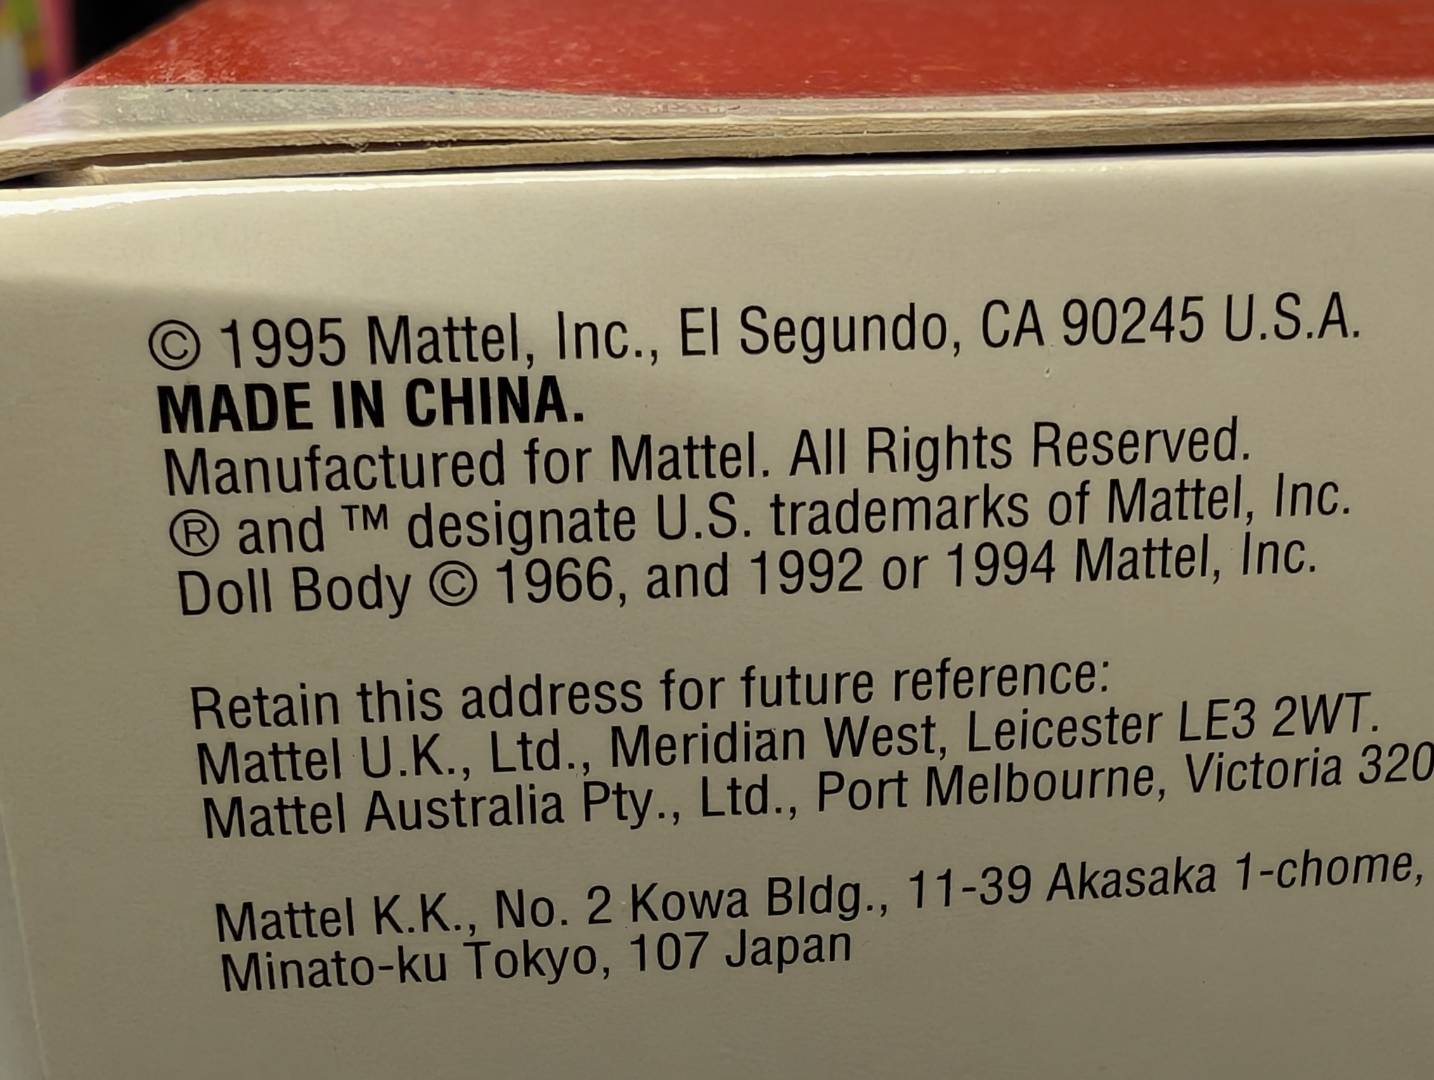 © 1995 Mattel, Inc., El Segundo, CA 90245 U.S.A.
MADE IN CHINA.
Manufactured for Mattel. All Rights Reserved.
® and ™ designate U.S. trademarks of Mattel, Inc.
Doll Body © 1966, and 1992 or 1994 Mattel, Inc.
Retain this address for future reference:
Mattel U.K., Ltd., Meridian West, Leicester LE3 2WT.
Mattel Australia Pty., Ltd., Port Melbourne, Victoria 320
Mattel K.K., No. 2 Kowa Bldg., 11-39 Akasaka 1-chome,
Minato-ku Tokyo, 107 Japan